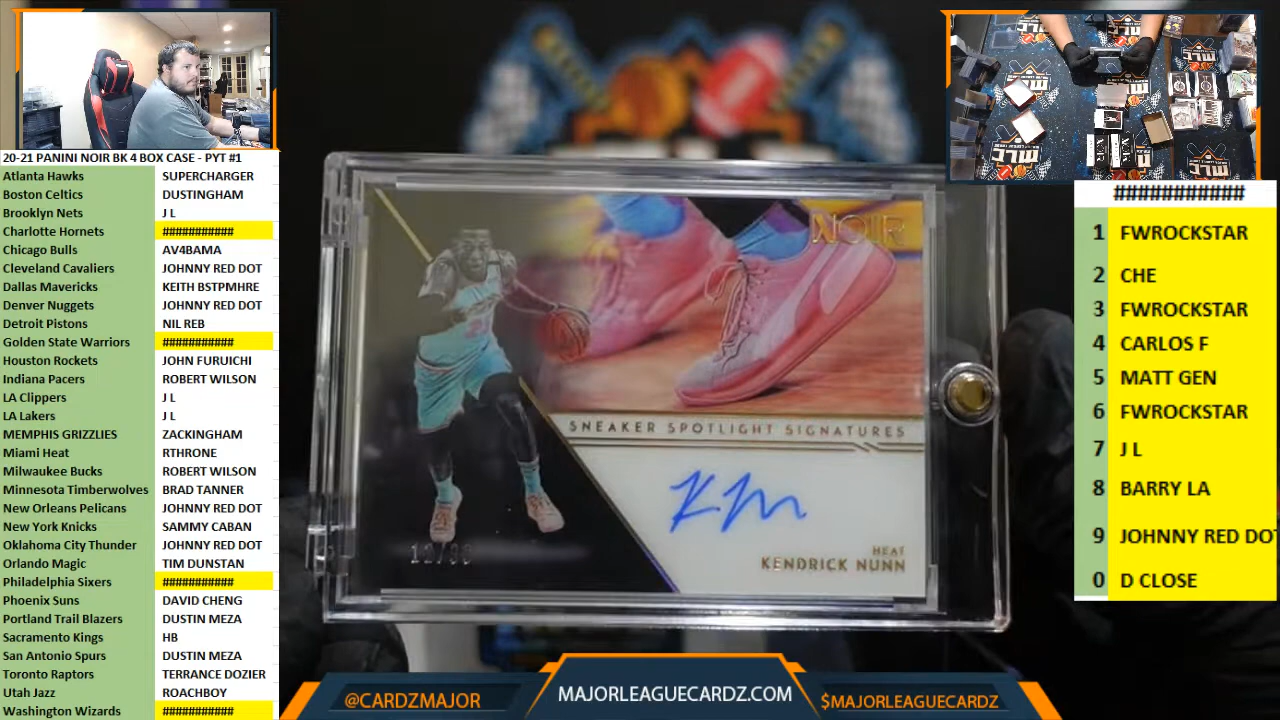 20-21 PANINI NOIR BK 4 BOX CASE - PYT #1
Atlanta Hawks SUPERCHARGER
Boston Celtics DUSTINGHAM
Brooklyn Nets J L
Charlotte Hornets ###########
Chicago Bulls AV4BAMA
Cleveland Cavaliers JOHNNY RED DOT
Dallas Mavericks KEITH BSTPMHRE
Denver Nuggets JOHNNY RED DOT
Detroit Pistons NIL REB
Golden State Warriors ###########
Houston Rockets JOHN FURUICHI
Indiana Pacers ROBERT WILSON
LA Clippers J L
LA Lakers J L
MEMPHIS GRIZZLIES ZACKINGHAM
Miami Heat RTHRONE
Milwaukee Bucks ROBERT WILSON
Minnesota Timberwolves BRAD TANNER
New Orleans Pelicans JOHNNY RED DOT
New York Knicks SAMMY CABAN
Oklahoma City Thunder JOHNNY RED DOT
Orlando Magic TIM DUNSTAN
Philadelphia Sixers ###########
Phoenix Suns DAVID CHENG
Portland Trail Blazers DUSTIN MEZA
Sacramento Kings HB
San Antonio Spurs DUSTIN MEZA
Toronto Raptors TERRANCE DOZIER
Utah Jazz ROACHBOY
Washington Wizards ###########
NOIR
SNEAKER SPOTLIGHT SIGNATURES
HEAT
KENDRICK NUNN
###########
1 FWROCKSTAR
2 CHE
3 FWROCKSTAR
4 CARLOS F
5 MATT GEN
6 FWROCKSTAR
7 J L
8 BARRY LA
9 JOHNNY RED DOT
0 D CLOSE
@CARDZMAJOR
MAJORLEAGUECARDZ.COM
$MAJORLEAGUECARDZ